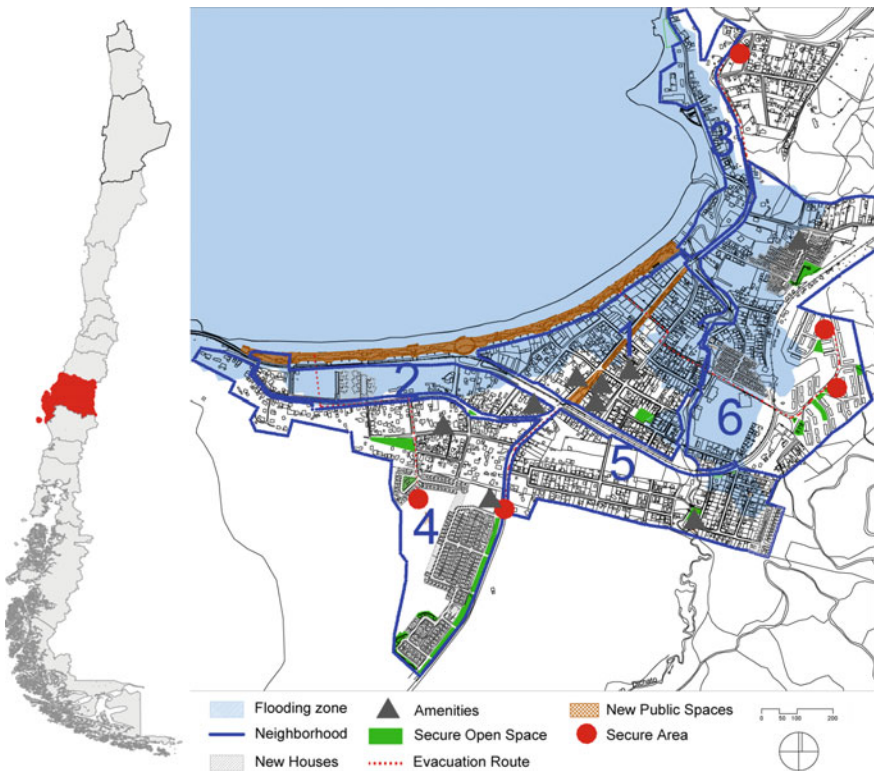 3
1
2
6
5
4
Dichato
Flooding zone
Amenities
New Public Spaces
0 50 100 200
Neighborhood
Secure Open Space
Secure Area
New Houses
Evacuation Route